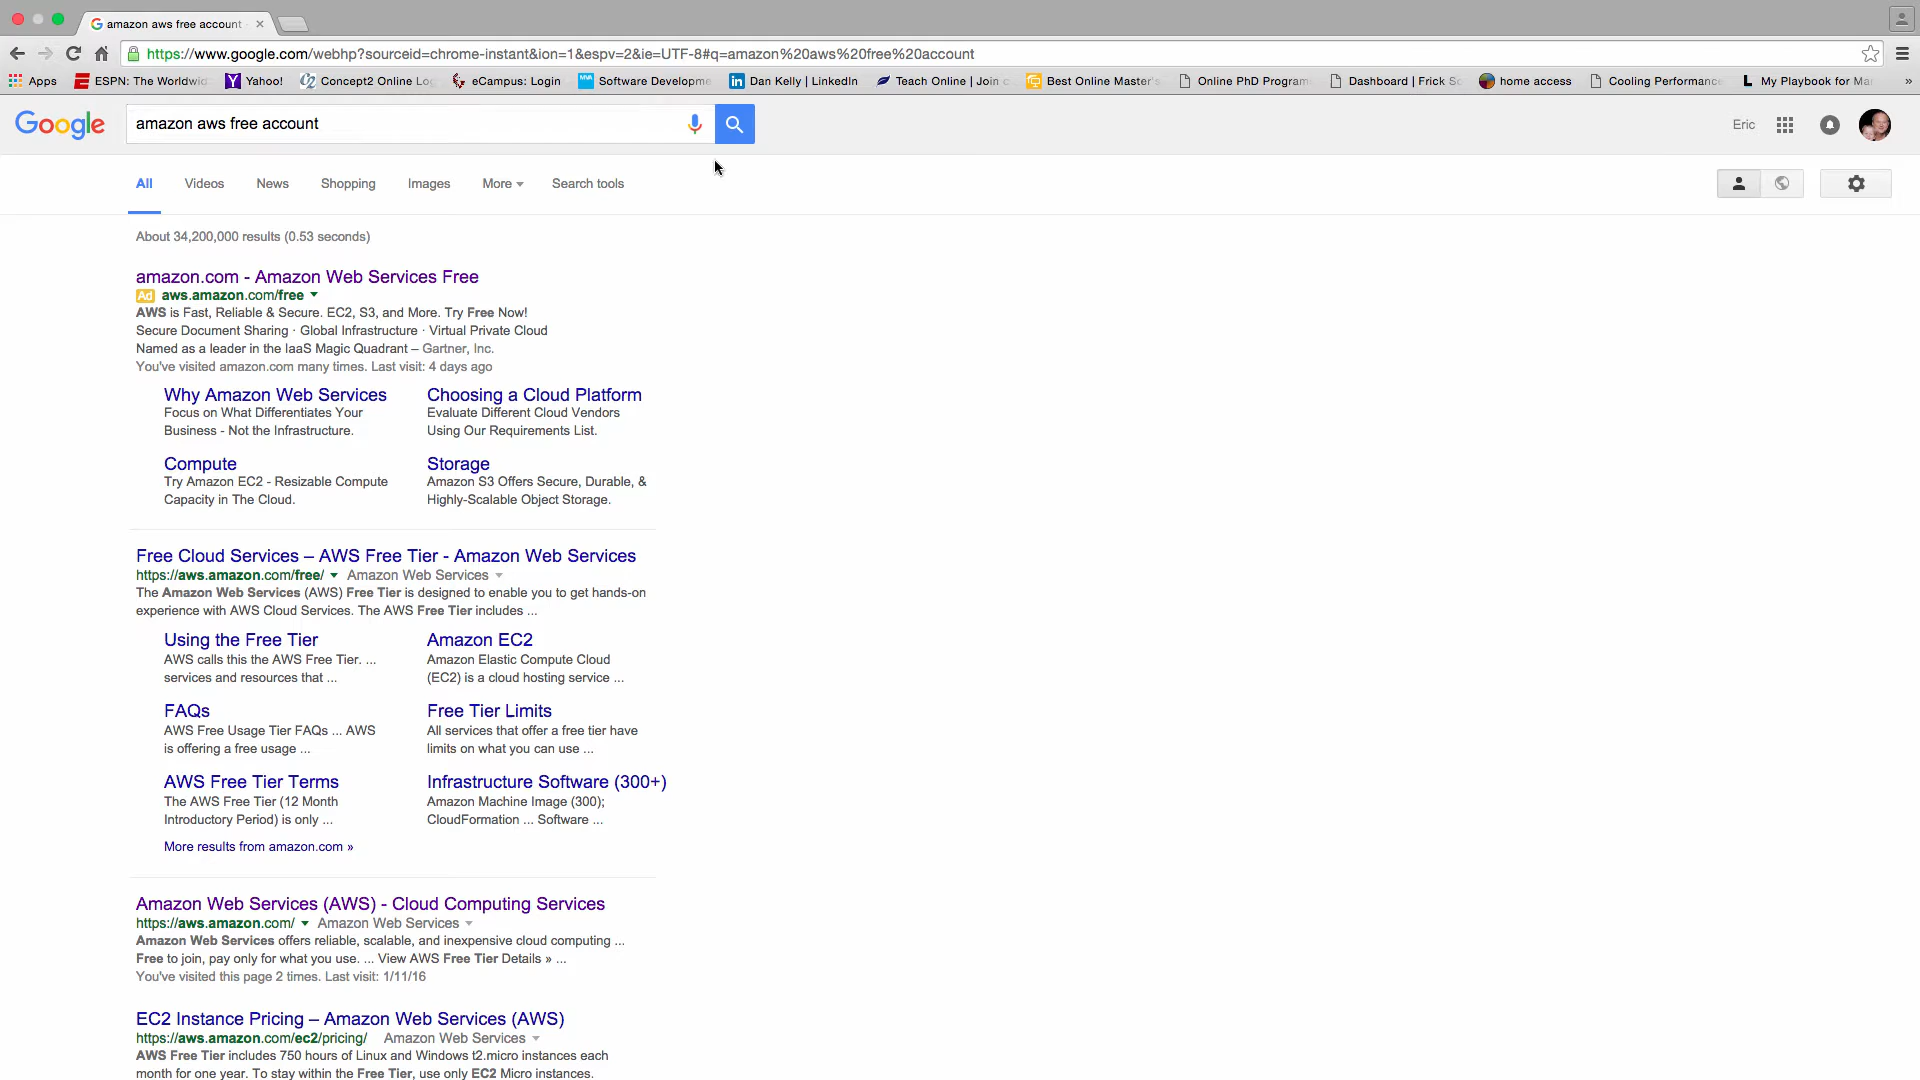 amazon aws free account
https://www.google.com/webhp?sourceid=chrome-instant&ion=1&espv=2&ie=UTF-8#q=amazon%20aws%20free%20account
Apps ESPN: The Worldwid Yahoo! Concept2 Online Log eCampus: Login Software Developme Dan Kelly | LinkedIn Teach Online | Join o Best Online Master's Online PhD Program Dashboard | Frick Sc home access Cooling Performance My Playbook for Mar »
Google amazon aws free account Eric
All Videos News Shopping Images More Search tools
About 34,200,000 results (0.53 seconds)
amazon.com - Amazon Web Services Free
Ad aws.amazon.com/free
AWS is Fast, Reliable & Secure. EC2, S3, and More. Try Free Now!
Secure Document Sharing · Global Infrastructure · Virtual Private Cloud
Named as a leader in the IaaS Magic Quadrant – Gartner, Inc.
You've visited amazon.com many times. Last visit: 4 days ago
Why Amazon Web Services
Focus on What Differentiates Your
Business - Not the Infrastructure.
Choosing a Cloud Platform
Evaluate Different Cloud Vendors
Using Our Requirements List.
Compute
Try Amazon EC2 - Resizable Compute
Capacity in The Cloud.
Storage
Amazon S3 Offers Secure, Durable, &
Highly-Scalable Object Storage.
Free Cloud Services – AWS Free Tier - Amazon Web Services
https://aws.amazon.com/free/ Amazon Web Services
The Amazon Web Services (AWS) Free Tier is designed to enable you to get hands-on
experience with AWS Cloud Services. The AWS Free Tier includes ...
Using the Free Tier
AWS calls this the AWS Free Tier. ...
services and resources that ...
Amazon EC2
Amazon Elastic Compute Cloud
(EC2) is a cloud hosting service ...
FAQs
AWS Free Usage Tier FAQs ... AWS
is offering a free usage ...
Free Tier Limits
All services that offer a free tier have
limits on what you can use ...
AWS Free Tier Terms
The AWS Free Tier (12 Month
Introductory Period) is only ...
Infrastructure Software (300+)
Amazon Machine Image (300);
CloudFormation ... Software ...
More results from amazon.com »
Amazon Web Services (AWS) - Cloud Computing Services
https://aws.amazon.com/ Amazon Web Services
Amazon Web Services offers reliable, scalable, and inexpensive cloud computing ...
Free to join, pay only for what you use. ... View AWS Free Tier Details » ...
You've visited this page 2 times. Last visit: 1/11/16
EC2 Instance Pricing – Amazon Web Services (AWS)
https://aws.amazon.com/ec2/pricing/ Amazon Web Services
AWS Free Tier includes 750 hours of Linux and Windows t2.micro instances each
month for one year. To stay within the Free Tier, use only EC2 Micro instances.